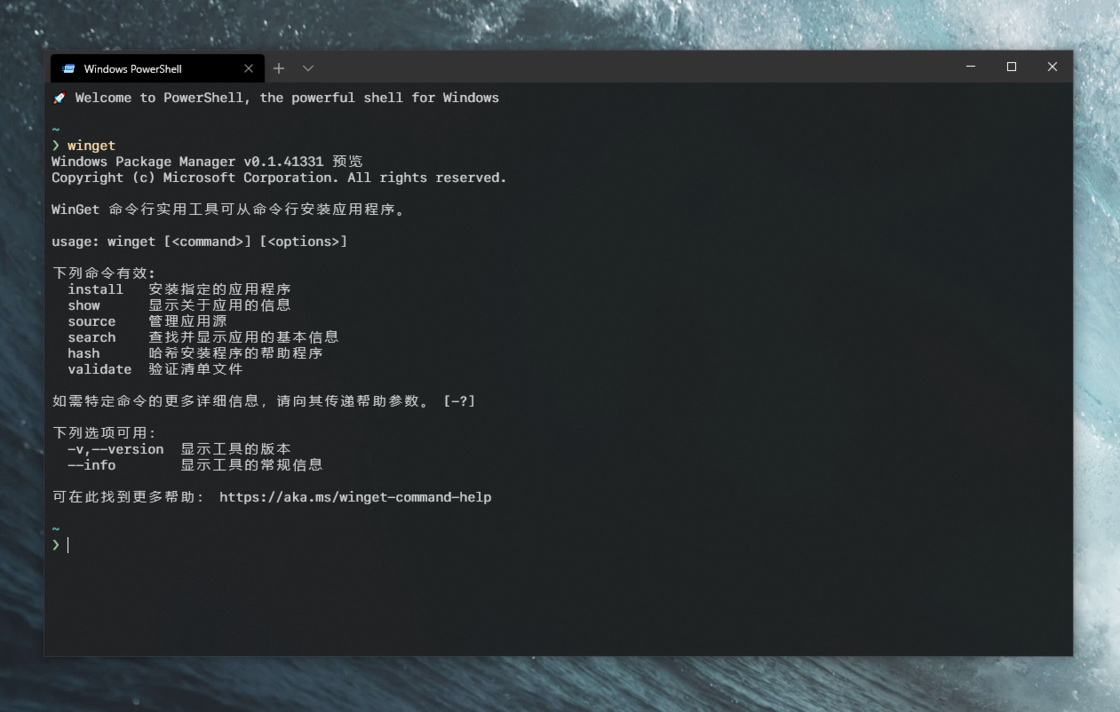 Windows PowerShell
🚀 Welcome to PowerShell, the powerful shell for Windows
~
❯ winget
Windows Package Manager v0.1.41331 预览
Copyright (c) Microsoft Corporation. All rights reserved.
WinGet 命令行实用工具可从命令行安装应用程序。
usage: winget [<command>] [<options>]
下列命令有效:
install 安装指定的应用程序
show 显示关于应用的信息
source 管理应用源
search 查找并显示应用的基本信息
hash 哈希安装程序的帮助程序
validate 验证清单文件
如需特定命令的更多详细信息，请向其传递帮助参数。 [-?]
下列选项可用:
-v,--version 显示工具的版本
--info 显示工具的常规信息
可在此找到更多帮助: https://aka.ms/winget-command-help
~
❯